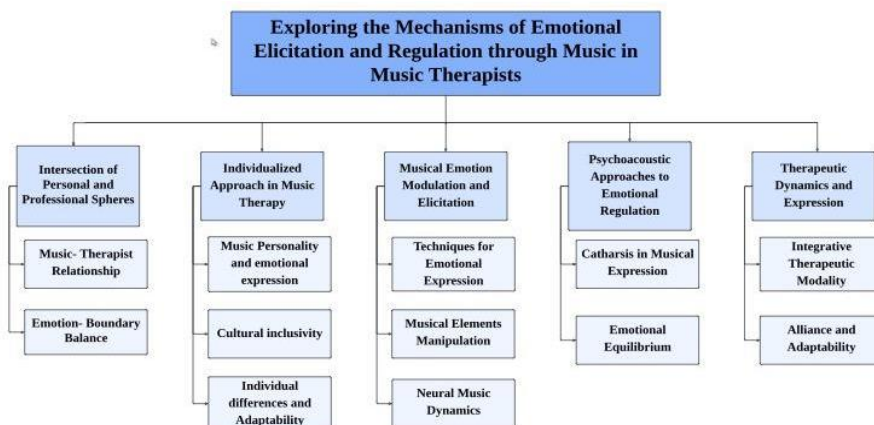 Exploring the Mechanisms of Emotional
Elicitation and Regulation through Music in
Music Therapists
Intersection of
Personal and
Professional Spheres
Music- Therapist
Relationship
Emotion- Boundary
Balance
Individualized
Approach in Music
Therapy
Music Personality
and emotional
expression
Cultural inclusivity
Individual
differences and
Adaptability
Musical Emotion
Modulation and
Elicitation
Techniques for
Emotional
Expression
Musical Elements
Manipulation
Neural Music
Dynamics
Psychoacoustic
Approaches to
Emotional
Regulation
Catharsis in Musical
Expression
Emotional
Equilibrium
Therapeutic
Dynamics and
Expression
Integrative
Therapeutic
Modality
Alliance and
Adaptability